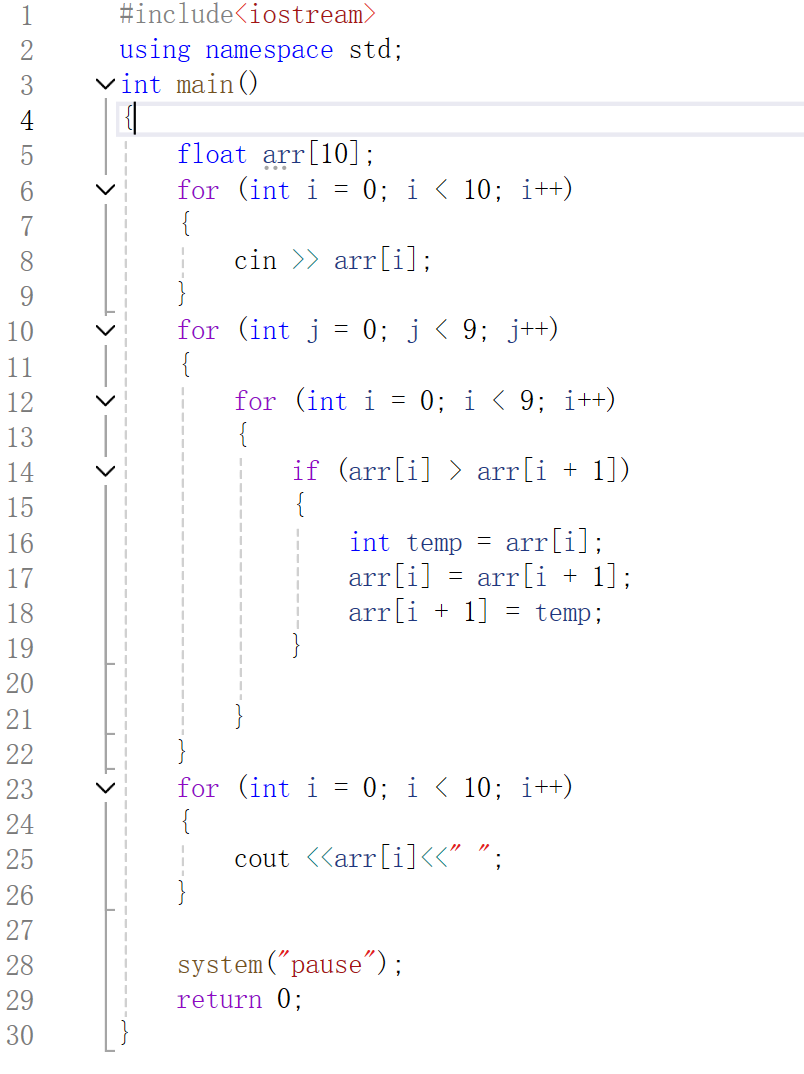 1 #include<iostream>
2 using namespace std;
3 int main()
4 {
5     float arr[10];
6     for (int i = 0; i < 10; i++)
7     {
8         cin >> arr[i];
9     }
10     for (int j = 0; j < 9; j++)
11     {
12         for (int i = 0; i < 9; i++)
13         {
14             if (arr[i] > arr[i + 1])
15             {
16                 int temp = arr[i];
17                 arr[i] = arr[i + 1];
18                 arr[i + 1] = temp;
19             }
20
21         }
22     }
23     for (int i = 0; i < 10; i++)
24     {
25         cout <<arr[i]<<" ";
26     }
27
28     system("pause");
29     return 0;
30 }